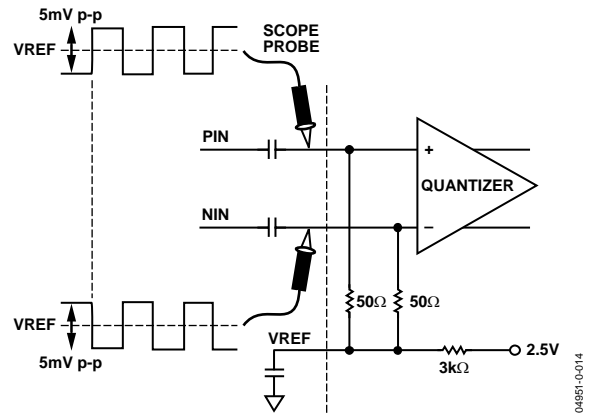 5mV p-p
VREF
SCOPE
PROBE
PIN
+
QUANTIZER
NIN
−
50Ω
50Ω
VREF
5mV p-p
VREF
2.5V
3kΩ
04951-0-014